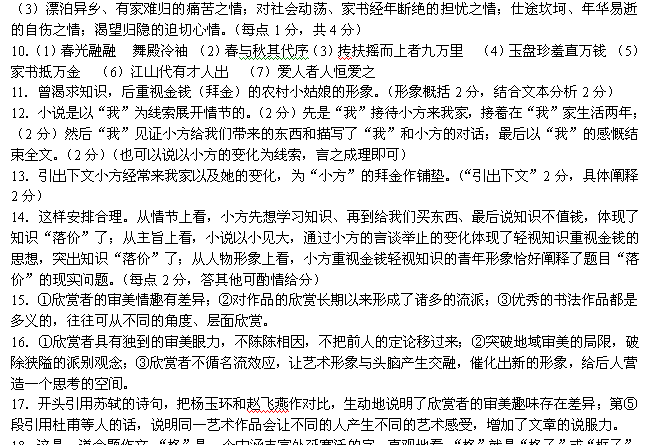 （3）漂泊异乡、有家难归的痛苦之情；对社会动荡、家书经年断绝的担忧之情；仕途坎坷、年华易逝
的自伤之情；渴望归隐的迫切心情。（每点 1 分，共 4 分）
10.（1）春光融融　舞殿冷袖　（2）春与秋其代序（3）抟扶摇而上者九万里　（4）玉盘珍羞直万钱　（5）
家书抵万金　（6）江山代有才人出　（7）爱人者人恒爱之
11．曾渴求知识，后重视金钱（拜金）的农村小姑娘的形象。（形象概括 2 分，结合文本分析 2 分）
12．小说是以“我”为线索展开情节的。（2 分）先是“我”接待小方来我家，接着在“我”家生活两年；
（2 分）然后“我”见证小方给我们带来的东西和描写了“我”和小方的对话；最后以“我”的感慨结
束全文。（2 分）（也可以说以小方的变化为线索，言之成理即可）
13．引出下文小方经常来我家以及她的变化，为“小方”的拜金作铺垫。（“引出下文”2 分，具体阐释
2 分）
14．这样安排合理。从情节上看，小方先想学习知识、再到给我们买东西、最后说知识不值钱，体现了
知识“落价”了；从主旨上看，小说以小见大，通过小方的言谈举止的变化体现了轻视知识重视金钱的
思想，突出知识“落价”了；从人物形象上看，小方重视金钱轻视知识的青年形象恰好阐释了题目“落
价”的现实问题。（每点 2 分，答其他可酌情给分）
15．①欣赏者的审美情趣有差异；②对作品的欣赏长期以来形成了诸多的流派；③优秀的书法作品都是
多义的，往往可从不同的角度、层面欣赏。
16．①欣赏者具有独到的审美眼力，不陈陈相因，不把前人的定论移过来；②突破地域审美的局限，破
除狭隘的派别观念；③欣赏者不循名流效应，让艺术形象与头脑产生交融，催化出新的形象，给后人营
造一个思考的空间。
17．开头引用苏轼的诗句，把杨玉环和赵飞燕作对比，生动地说明了欣赏者的审美趣味存在差异；第⑤
段引用杜甫等人的话，说明同一艺术作品会让不同的人产生不同的艺术感受，增加了文章的说服力。